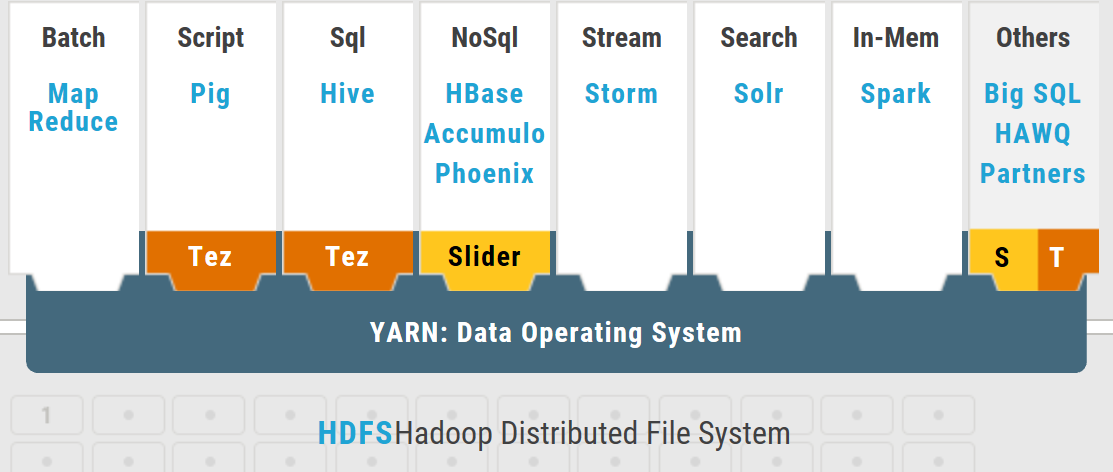 Batch
Script
Sql
NoSql
Stream
Search
In-Mem
Others
Map
Reduce
Pig
Hive
HBase
Accumulo
Phoenix
Storm
Solr
Spark
Big SQL
HAWQ
Partners
Tez
Tez
Slider
S
T
YARN: Data Operating System
1
HDFSHadoop Distributed File System